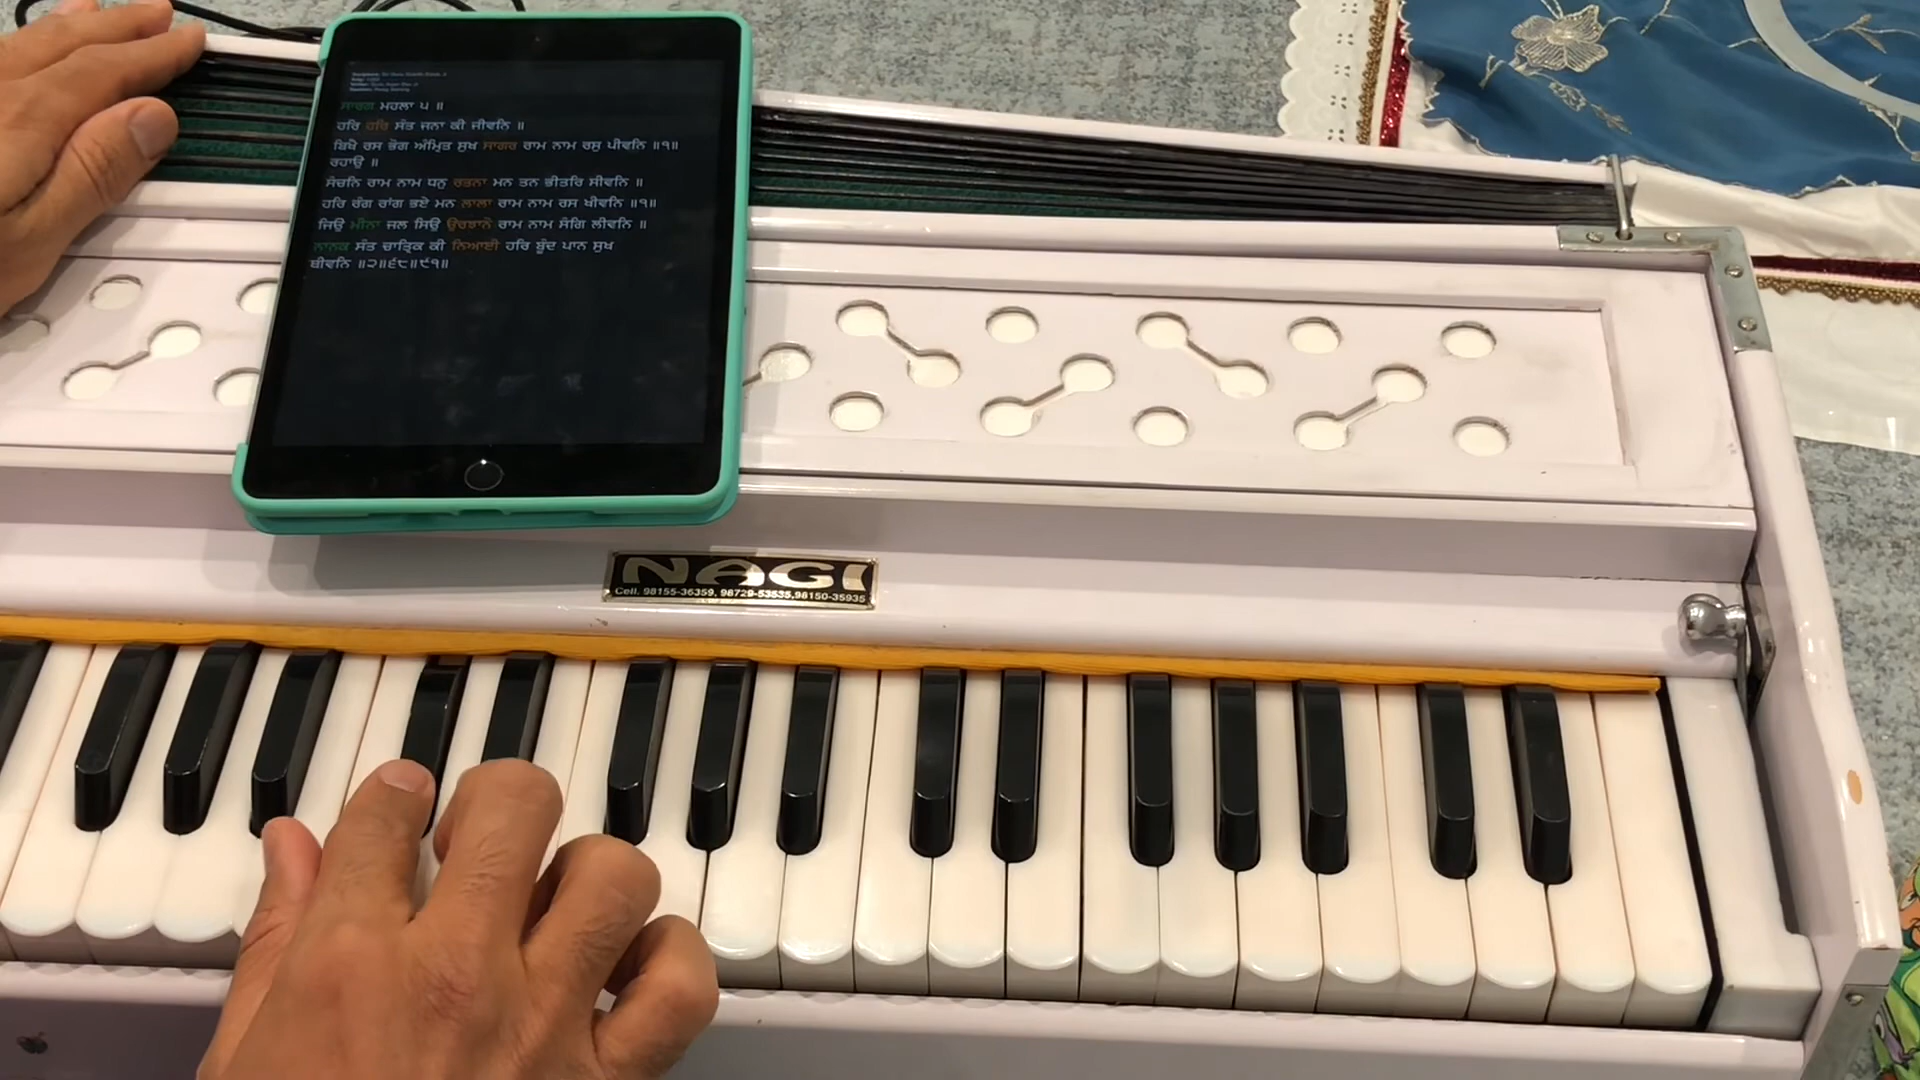 ਸਾਰਗ ਮਹਲਾ ੫ ॥
ਹਰਿ ਹਰਿ ਸੰਤ ਜਨਾ ਕੀ ਜੀਵਨਿ ॥
ਬਿਖੈ ਰਸ ਭੋਗ ਅੰਮ੍ਰਿਤ ਸੁਖ ਸਾਗਰ ਰਾਮ ਨਾਮ ਰਸੁ ਪੀਵਨਿ ॥੧॥
ਰਹਾਉ ॥
ਸੰਚਨਿ ਰਾਮ ਨਾਮ ਧਨੁ ਰਤਨਾ ਮਨ ਤਨ ਭੀਤਰਿ ਸੀਵਨਿ ॥
ਹਰਿ ਰੰਗ ਰਾਂਗ ਭਏ ਮਨ ਲਾਲਾ ਰਾਮ ਨਾਮ ਰਸ ਖੀਵਨਿ ॥੧॥
ਜਿਉ ਮੀਨਾ ਜਲ ਸਿਉ ਉਰਝਾਨੋ ਰਾਮ ਨਾਮ ਸੰਗਿ ਲੀਵਨਿ ॥
ਨਾਨਕ ਸੰਤ ਚਾਤ੍ਰਿਕ ਕੀ ਨਿਆਈ ਹਰਿ ਬੂੰਦ ਪਾਨ ਸੁਖ
ਥੀਵਨਿ ॥੨॥੬੮॥੯੧॥
NAGI
Cell. 98155-36359, 98729-53535,98150-35935